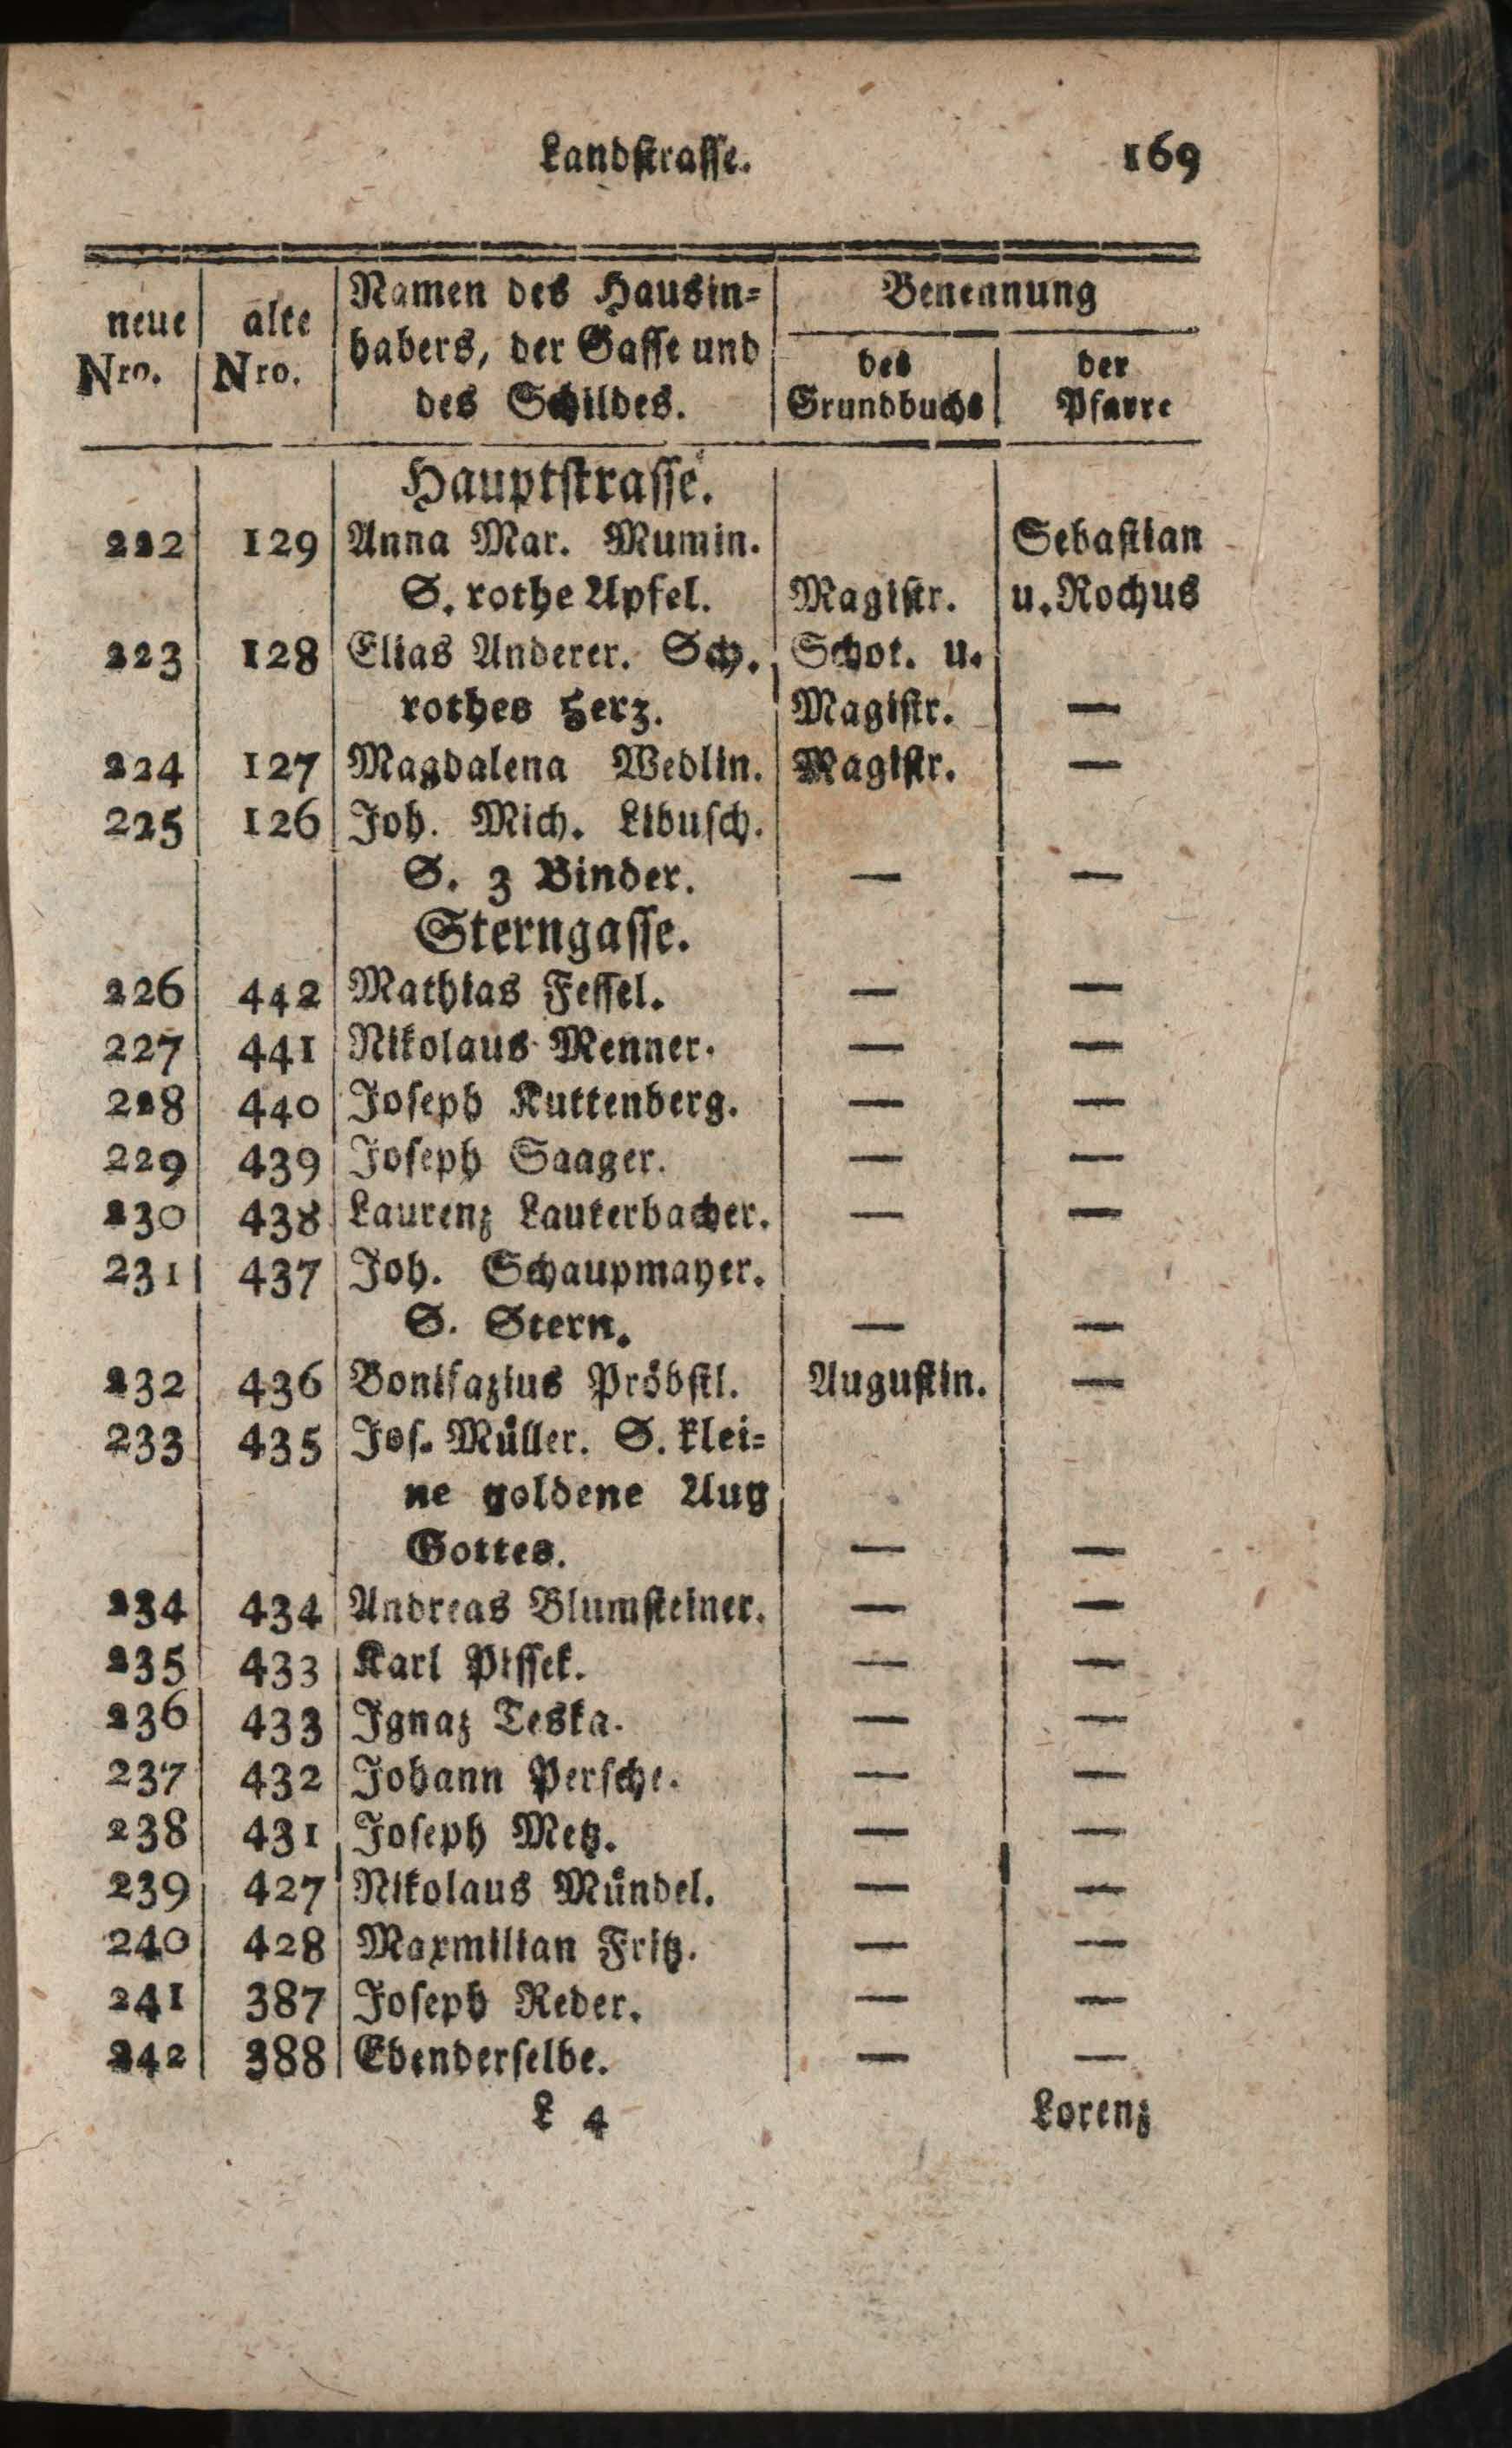 Landstrasse. 169
neue Nro. | alte Nro. | Namen des Hausin= | Benennung
habers, der Gasse und | des | der
des Schildes. | Grundbuchs | Pfarre
Hauptstrasse.
222 129 Anna Mar. Mumin. Sebastian
S. rothe Apfel. Magistr. u. Rochus
223 128 Elias Anderer. Sch. Schot. u.
rothes Herz. Magistr. —
224 127 Magdalena Wedlin. Magistr. —
225 126 Joh. Mich. Libusch.
S. 3 Binder. — —
Sterngasse.
226 442 Mathias Fessel. — —
227 441 Nikolaus Menner. — —
228 440 Joseph Kuttenberg. — —
229 439 Joseph Saager. — —
230 438 Laurenz Lauterbacher. — —
231 437 Joh. Schaupmayer.
S. Stern. — —
232 436 Bonifazius Pröbstl. Augustin. —
233 435 Jos. Müller. S. klei=
ne goldene Aug
Gottes. — —
234 434 Andreas Blumsteiner. — —
235 433 Karl Pissek. — —
236 433 Ignaz Teska. — —
237 432 Johann Persche. — —
238 431 Joseph Metz. — —
239 427 Nikolaus Mündel. — —
240 428 Maxmilian Fritz. — —
241 387 Joseph Reder. — —
242 388 Ebenderselbe. — —
L 4 Lorenz